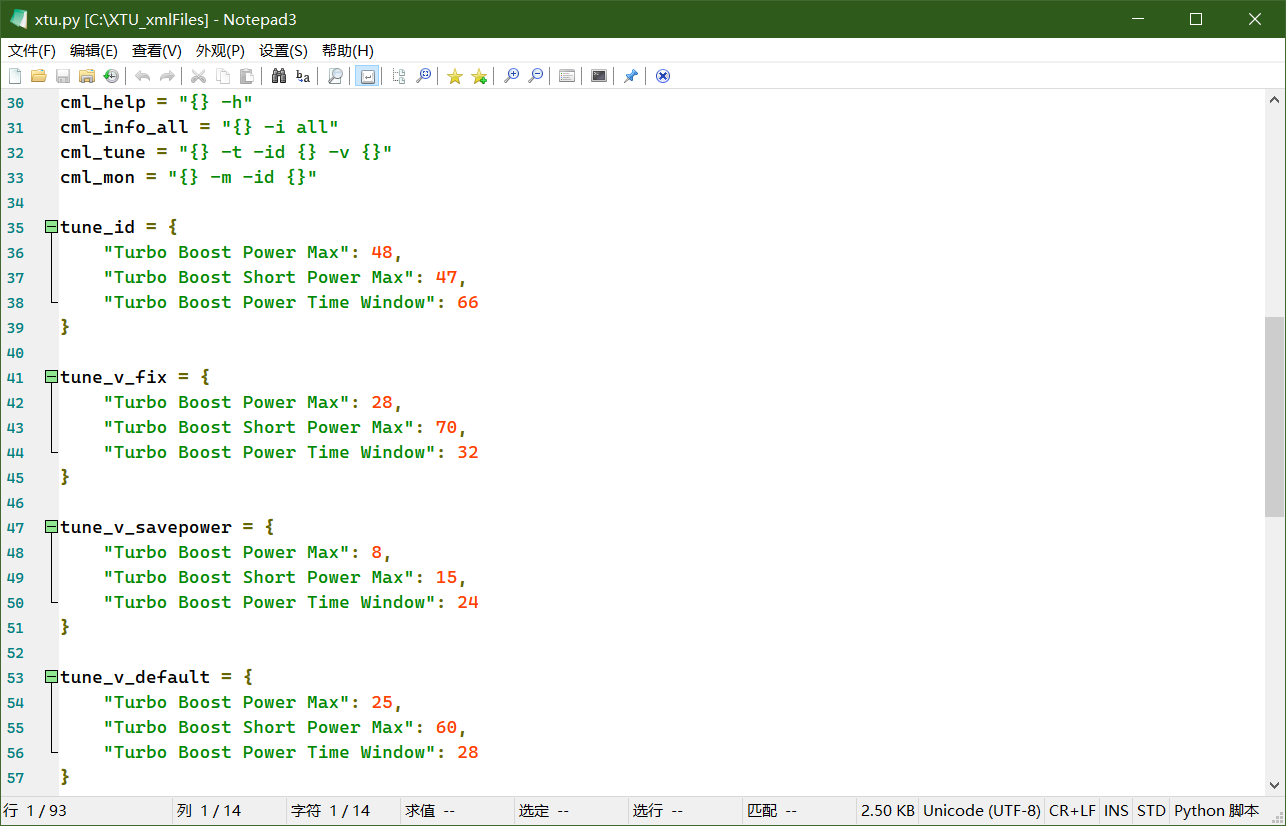 xtu.py [C:\XTU_xmlFiles] - Notepad3
文件(F) 编辑(E) 查看(V) 外观(P) 设置(S) 帮助(H)
30 cml_help = "{} -h"
31 cml_info_all = "{} -i all"
32 cml_tune = "{} -t -id {} -v {}"
33 cml_mon = "{} -m -id {}"
34
35 tune_id = {
36 "Turbo Boost Power Max": 48,
37 "Turbo Boost Short Power Max": 47,
38 "Turbo Boost Power Time Window": 66
39 }
40
41 tune_v_fix = {
42 "Turbo Boost Power Max": 28,
43 "Turbo Boost Short Power Max": 70,
44 "Turbo Boost Power Time Window": 32
45 }
46
47 tune_v_savepower = {
48 "Turbo Boost Power Max": 8,
49 "Turbo Boost Short Power Max": 15,
50 "Turbo Boost Power Time Window": 24
51 }
52
53 tune_v_default = {
54 "Turbo Boost Power Max": 25,
55 "Turbo Boost Short Power Max": 60,
56 "Turbo Boost Power Time Window": 28
57 }
行 1 / 93 列 1 / 14 字符 1 / 14 求值 -- 选定 -- 选行 -- 匹配 -- 2.50 KB Unicode (UTF-8) CR+LF INS STD Python 脚本